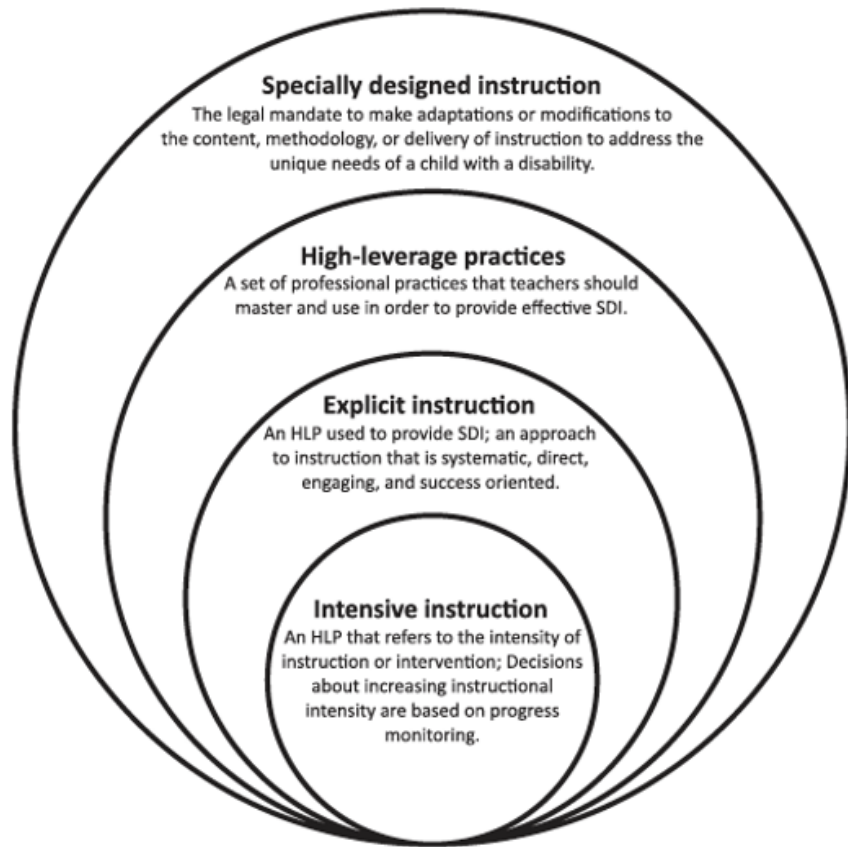 Specially designed instruction
The legal mandate to make adaptations or modifications to
the content, methodology, or delivery of instruction to address the
unique needs of a child with a disability.
High-leverage practices
A set of professional practices that teachers should
master and use in order to provide effective SDI.
Explicit instruction
An HLP used to provide SDI; an approach
to instruction that is systematic, direct,
engaging, and success oriented.
Intensive instruction
An HLP that refers to the intensity of
instruction or intervention; Decisions
about increasing instructional
intensity are based on progress
monitoring.